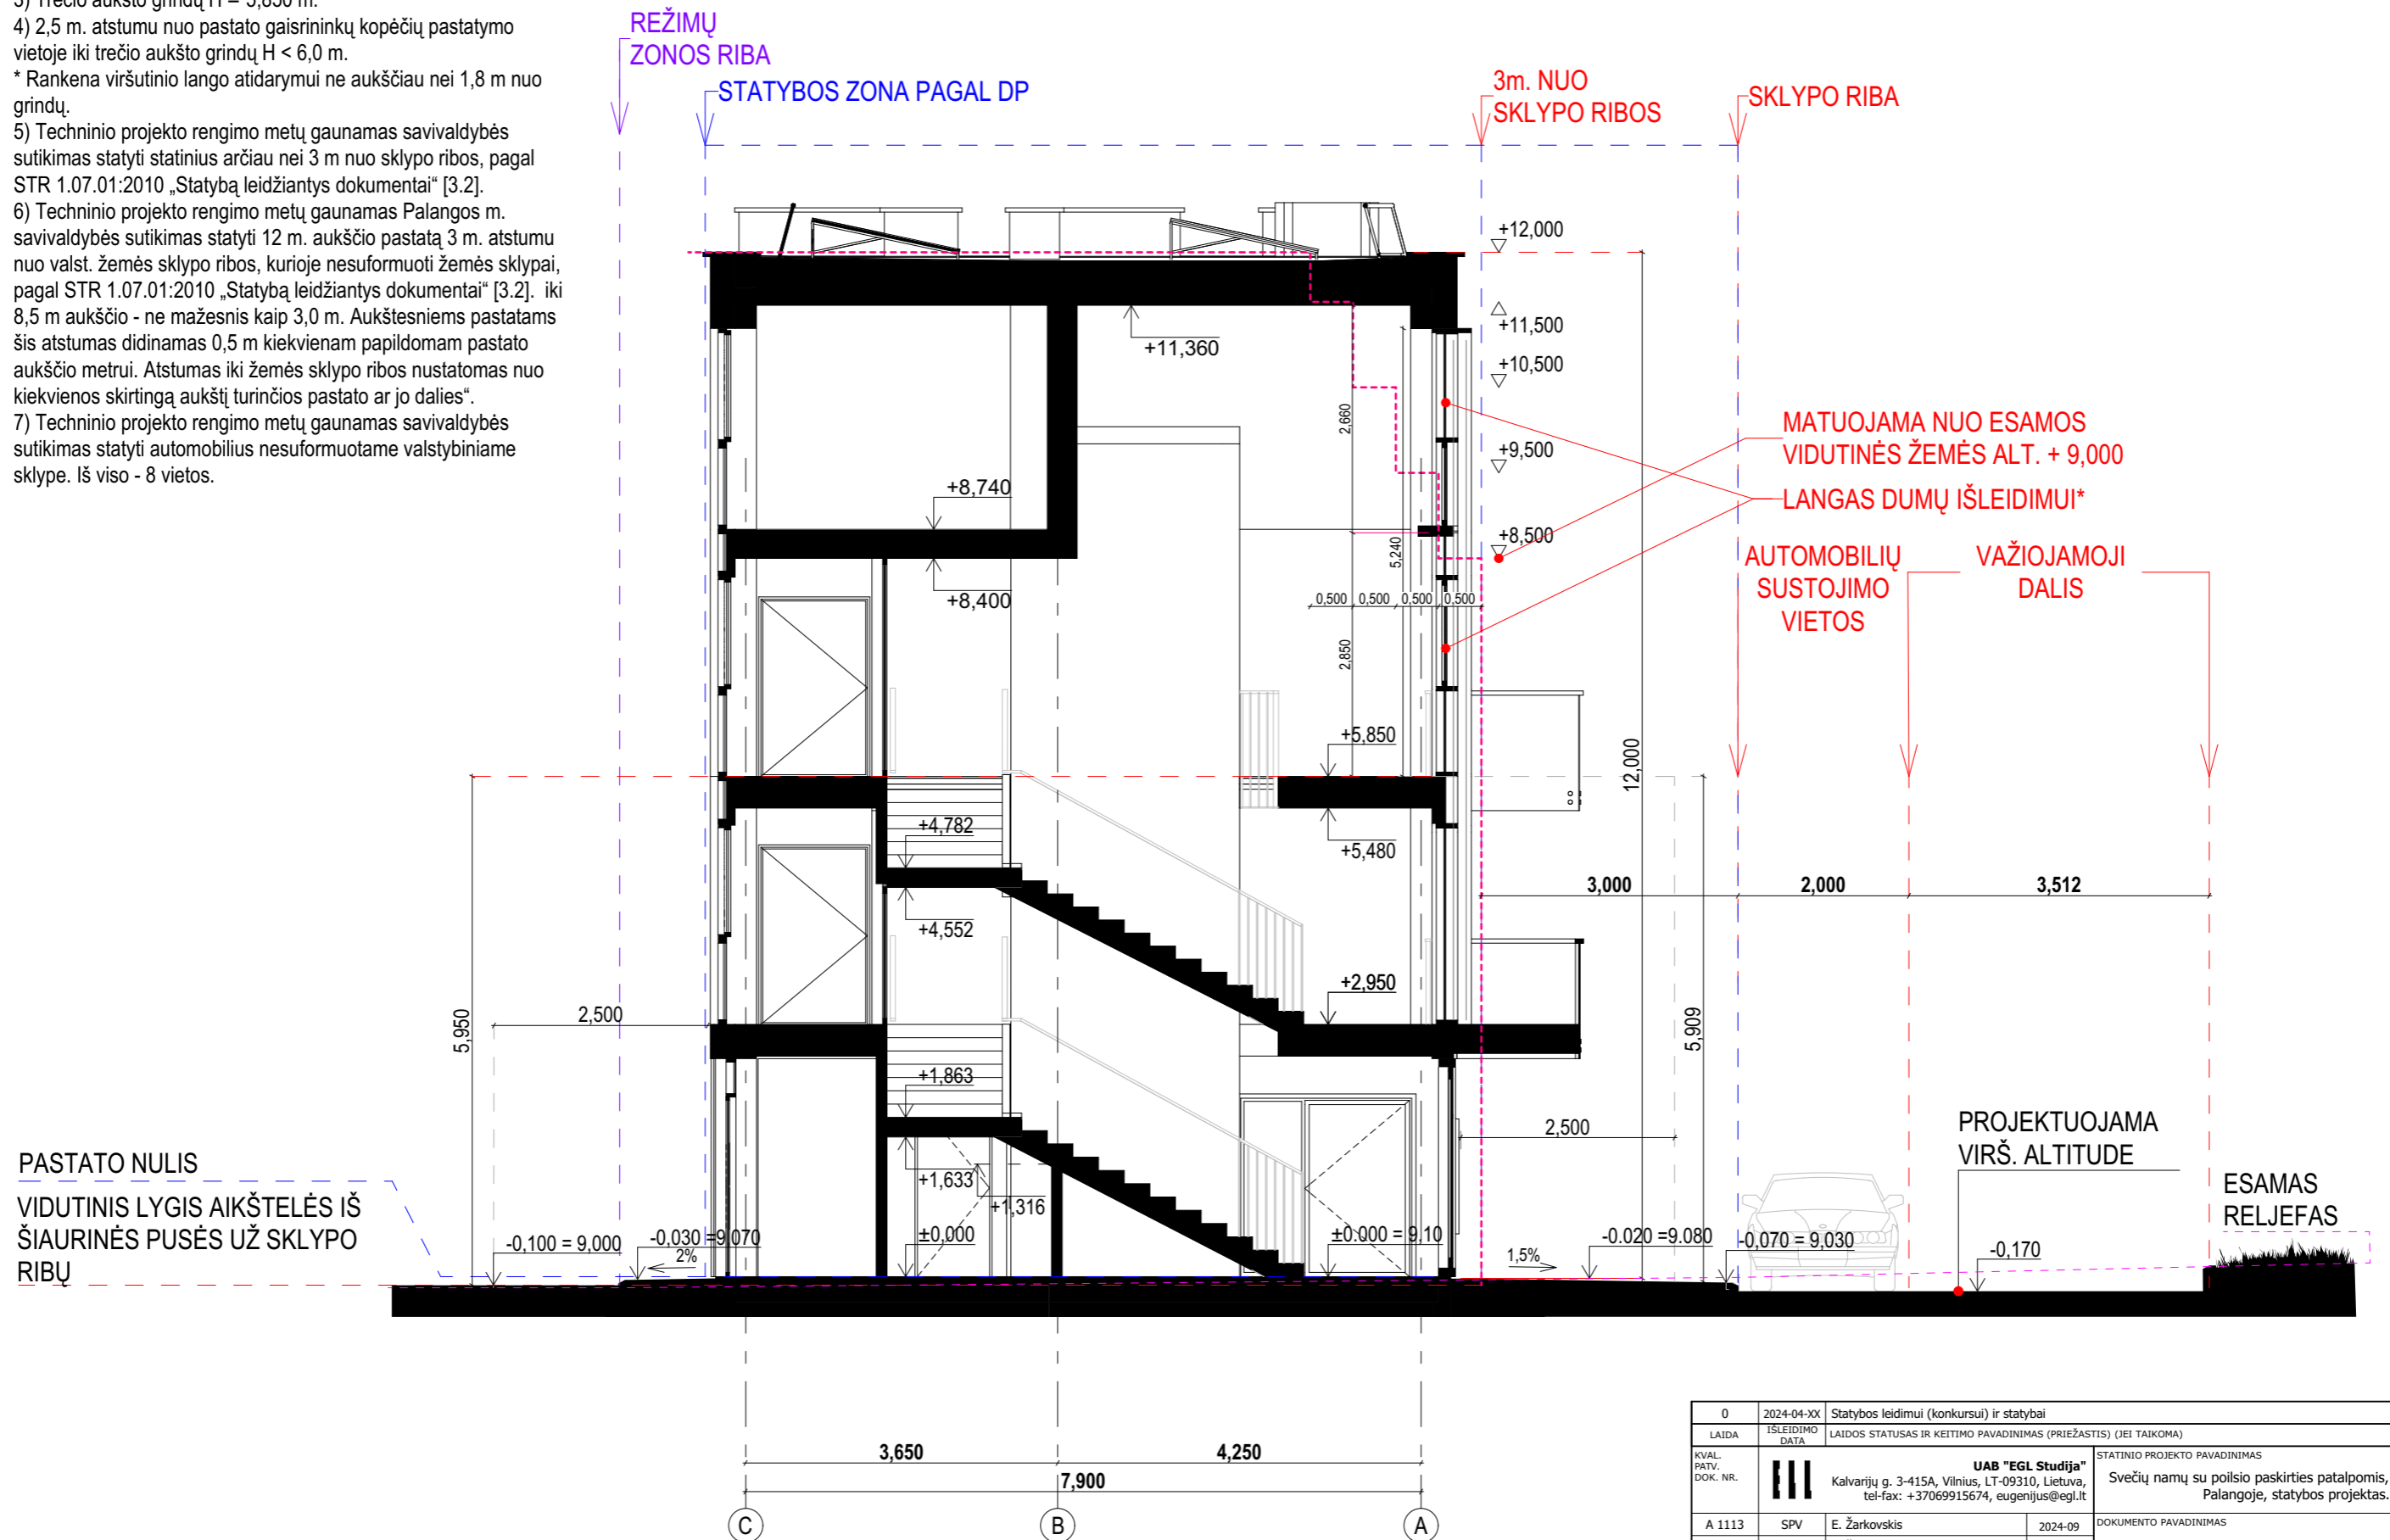 3) Trečio aukšto grindų H = 5,850 m.
4) 2,5 m. atstumu nuo pastato gaisrininkų kopėčių pastatymo
vietoje iki trečio aukšto grindų H < 6,0 m.
* Rankena viršutinio lango atidarymui ne aukščiau nei 1,8 m nuo
grindų.
5) Techninio projekto rengimo metų gaunamas savivaldybės
sutikimas statyti statinius arčiau nei 3 m nuo sklypo ribos, pagal
STR 1.07.01:2010 „Statybą leidžiantys dokumentai“ [3.2].
6) Techninio projekto rengimo metų gaunamas Palangos m.
savivaldybės sutikimas statyti 12 m. aukščio pastatą 3 m. atstumu
nuo valst. žemės sklypo ribos, kurioje nesuformuoti žemės sklypai,
pagal STR 1.07.01:2010 „Statybą leidžiantys dokumentai“ [3.2]. iki
8,5 m aukščio - ne mažesnis kaip 3,0 m. Aukštesniems pastatams
šis atstumas didinamas 0,5 m kiekvienam papildomam pastato
aukščio metrui. Atstumas iki žemės sklypo ribos nustatomas nuo
kiekvienos skirtingą aukštį turinčios pastato ar jo dalies“.
7) Techninio projekto rengimo metų gaunamas savivaldybės
sutikimas statyti automobilius nesuformuotame valstybiniame
sklype. Iš viso - 8 vietos.
REŽIMŲ
ZONOS RIBA
STATYBOS ZONA PAGAL DP
3m. NUO
SKLYPO RIBOS
SKLYPO RIBA
+12,000
+11,500
+11,360
+10,500
2,660
+9,500
MATUOJAMA NUO ESAMOS
VIDUTINĖS ŽEMĖS ALT. + 9,000
LANGAS DUMŲ IŠLEIDIMUI*
+8,740
+8,500
5,240
+8,400
0,500 0,500 0,500 0,500
2,850
AUTOMOBILIŲ
SUSTOJIMO
VIETOS
VAŽIOJAMOJI
DALIS
+5,850
12,000
+4,782
+5,480
3,000 2,000 3,512
+4,552
+2,950
5,950
2,500
5,909
+1,863
2,500
PROJEKTUOJAMA
VIRŠ. ALTITUDE
PASTATO NULIS
+1,633
+1,316
ESAMAS
RELJEFAS
VIDUTINIS LYGIS AIKŠTELĖS IŠ
ŠIAURINĖS PUSĖS UŽ SKLYPO
RIBŲ
-0,100 = 9,000
-0,030 =9,070
2%
±0,000
±0.000 = 9,10
1,5%
-0.020 =9.080
-0,070 = 9,030
-0,170
3,650 4,250
7,900
C B A
0 2024-04-XX Statybos leidimui (konkursui) ir statybai
LAIDA IŠLEIDIMO DATA LAIDOS STATUSAS IR KEITIMO PAVADINIMAS (PRIEŽASTIS) (JEI TAIKOMA)
KVAL.
PATV.
DOK. NR.
UAB "EGL Studija"
Kalvarijų g. 3-415A, Vilnius, LT-09310, Lietuva,
tel-fax: +37069915674, eugenijus@egl.lt
STATINIO PROJEKTO PAVADINIMAS
Svečių namų su poilsio paskirties patalpomis,
Palangoje, statybos projektas.
A 1113 SPV E. Žarkovskis 2024-09 DOKUMENTO PAVADINIMAS